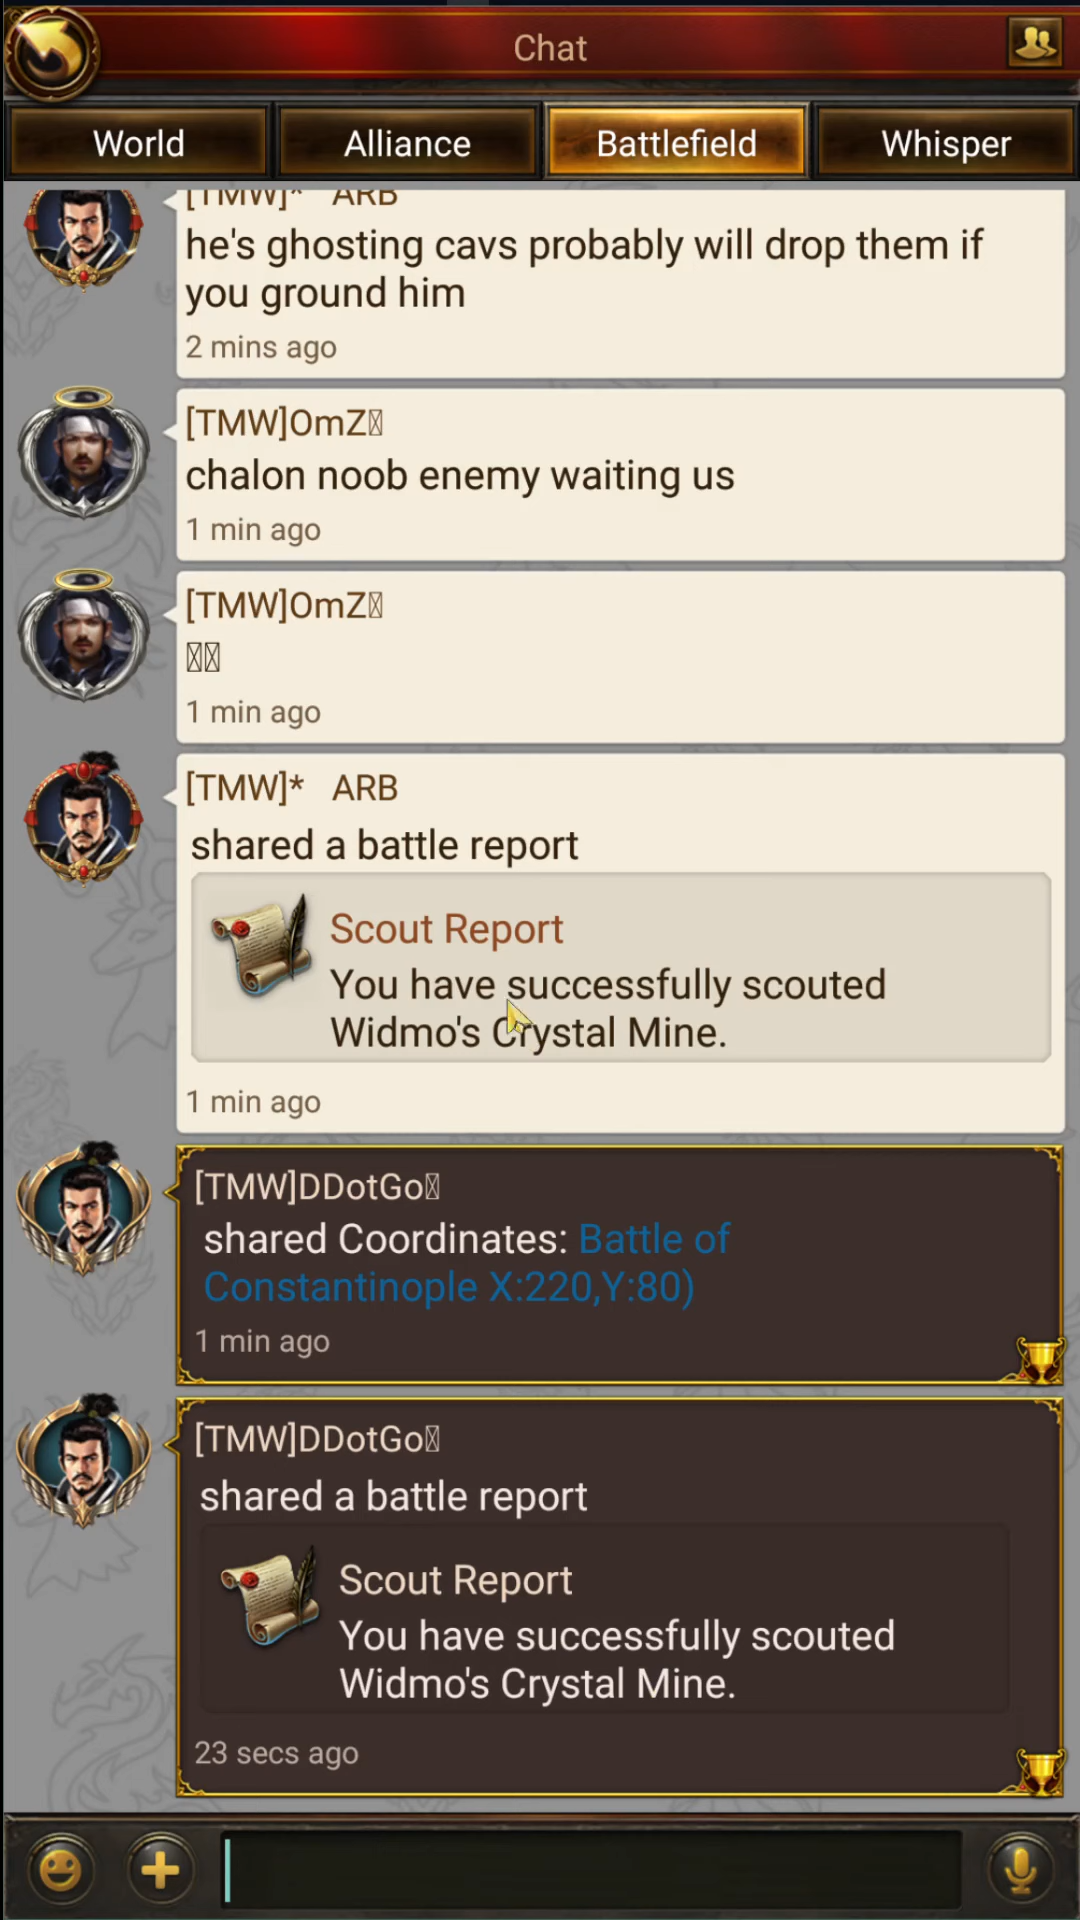 Chat
World
Alliance
Battlefield
Whisper
[TMW]* ARB
he's ghosting cavs probably will drop them if
you ground him
2 mins ago
[TMW]OmZ
chalon noob enemy waiting us
1 min ago
[TMW]OmZ
1 min ago
[TMW]* ARB
shared a battle report
Scout Report
You have successfully scouted
Widmo's Crystal Mine.
1 min ago
[TMW]DDotGo
shared Coordinates: Battle of
Constantinople X:220,Y:80)
1 min ago
[TMW]DDotGo
shared a battle report
Scout Report
You have successfully scouted
Widmo's Crystal Mine.
23 secs ago